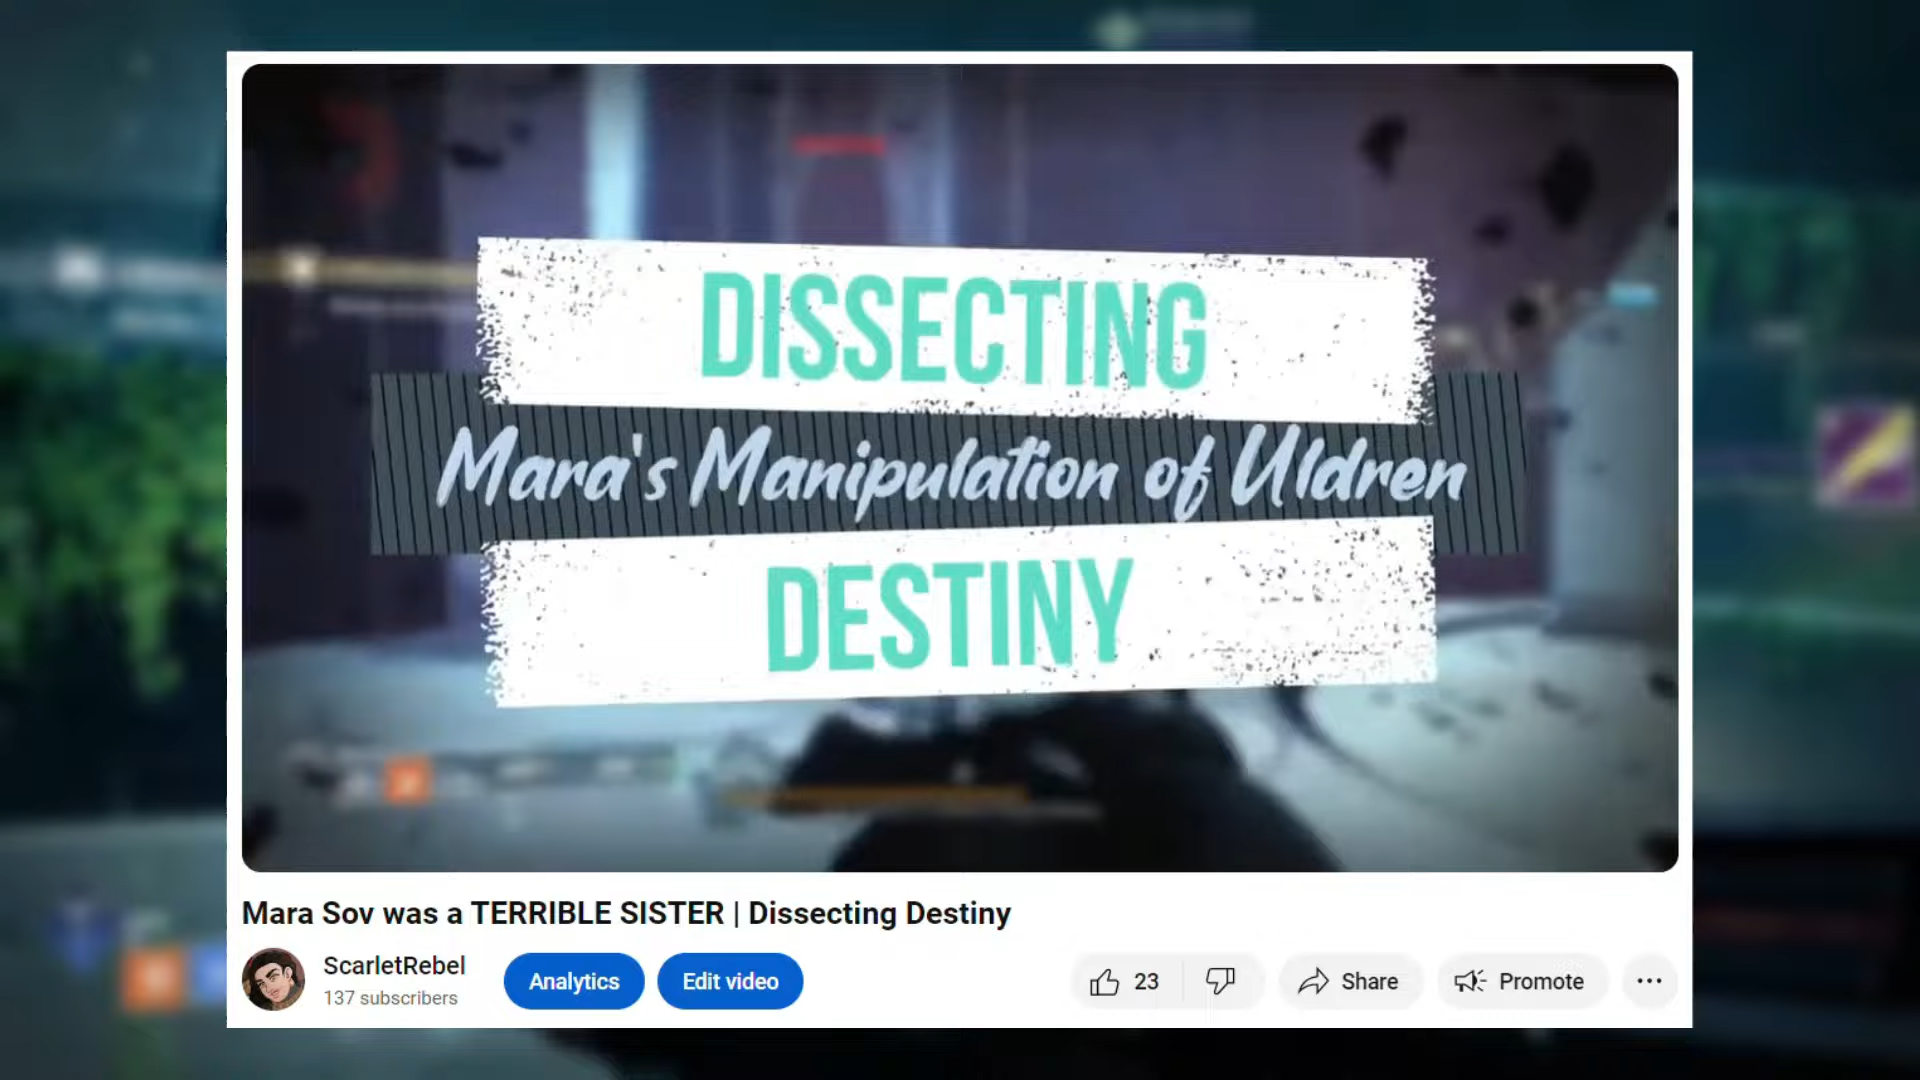 DISSECTING
Mara's Manipulation of Uldren
DESTINY
Mara Sov was a TERRIBLE SISTER | Dissecting Destiny
ScarletRebel
137 subscribers
Analytics
Edit video
23
Share
Promote